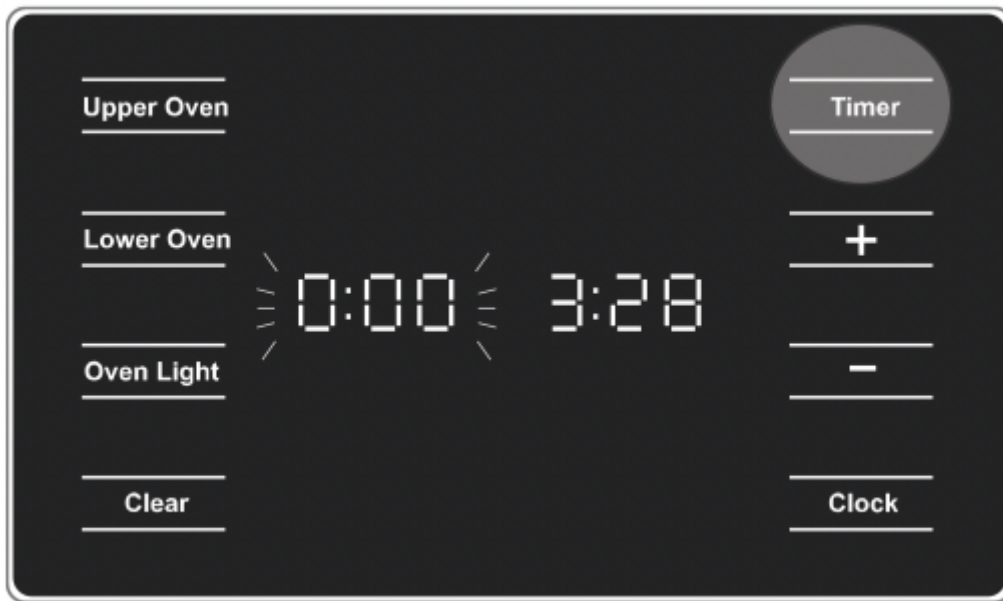 Upper Oven
Timer
Lower Oven
+
0:00 3:28
Oven Light
-
Clear
Clock